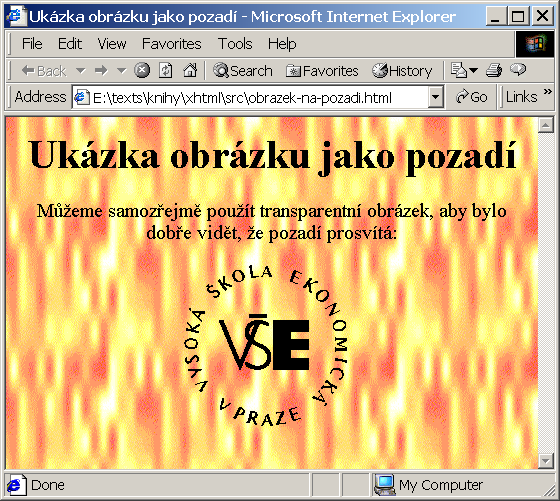 Ukázka obrázku jako pozadí - Microsoft Internet Explorer
File Edit View Favorites Tools Help
Back Search Favorites History
Address E:\texts\knihy\xhtml\src\obrazek-na-pozadi.html Go Links »
Ukázka obrázku jako pozadí
Můžeme samozřejmě použít transparentní obrázek, aby bylo
dobře vidět, že pozadí prosvítá:
VYSOKÁ ŠKOLA EKONOMICKÁ
VŠE
V PRAZE
Done My Computer